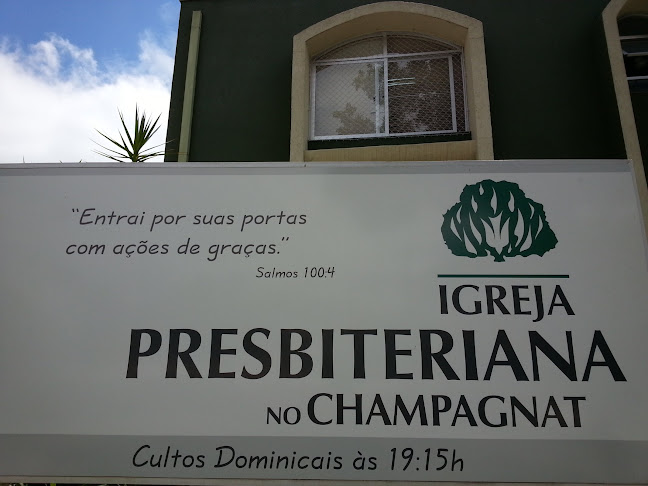 “Entrai por suas portas
com ações de graças.”
Salmos 100:4
IGREJA
PRESBITERIANA
NO CHAMPAGNAT
Cultos Dominicais às 19:15h